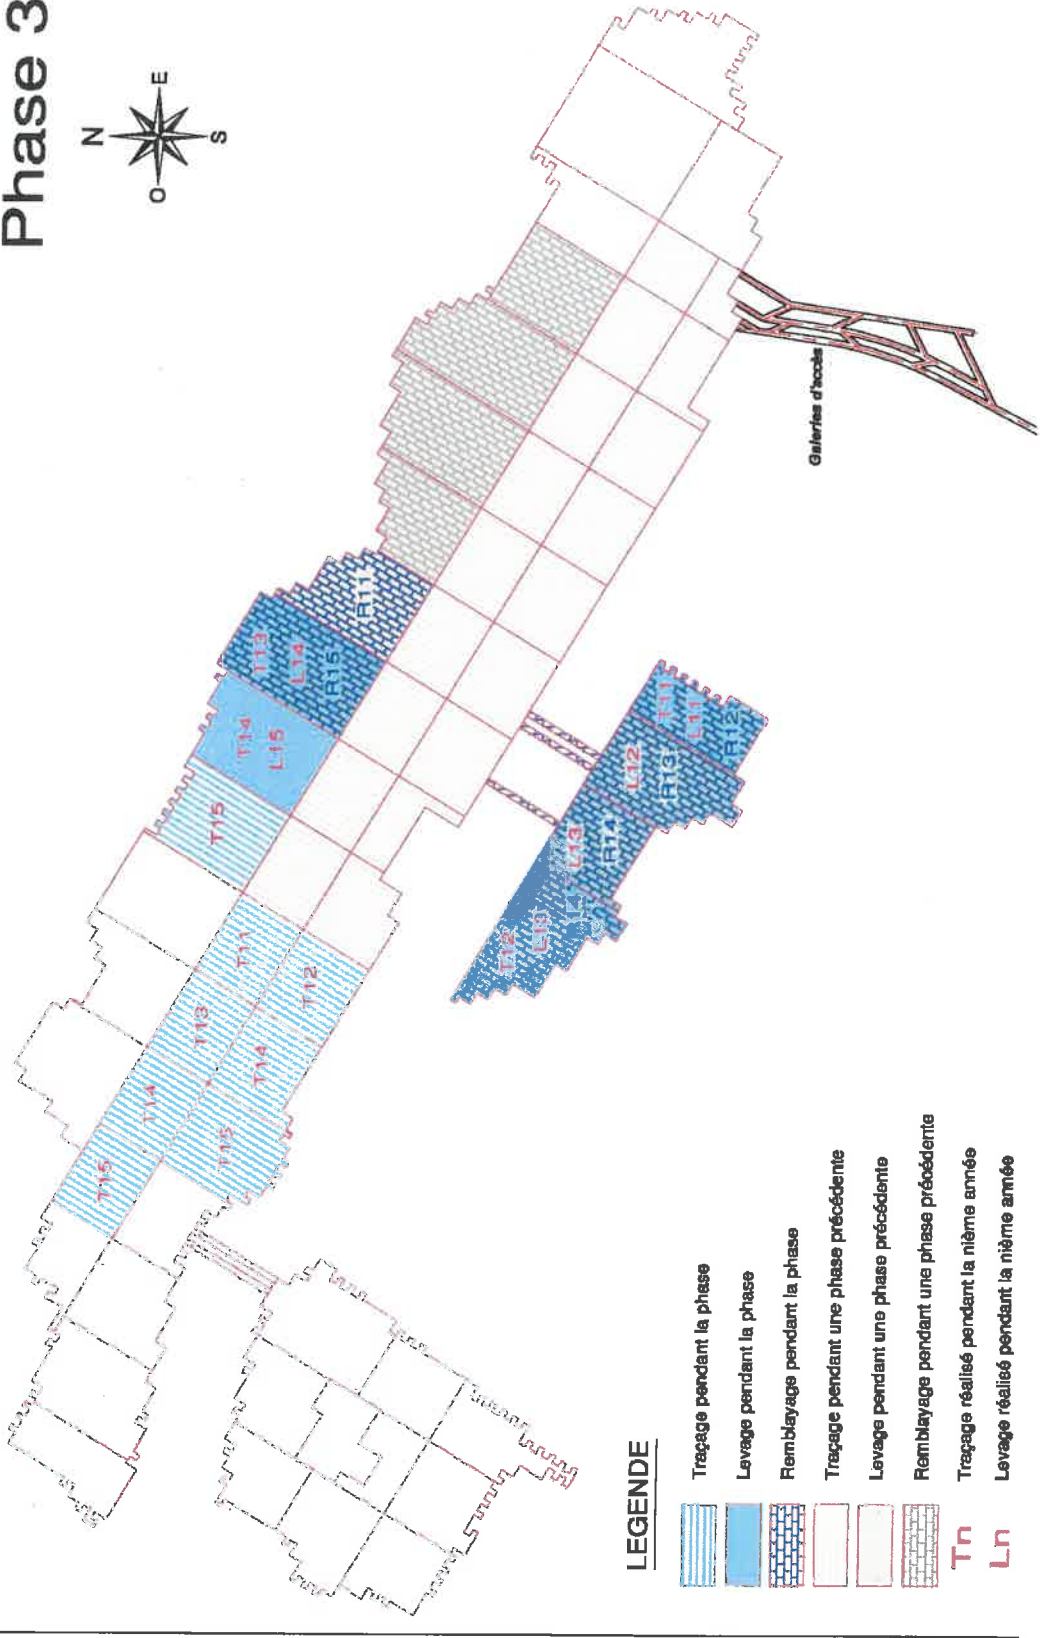 Phase 3
N
E
S
O
Galeries d'accès
R11
T13
L14
R15
T14
L15
T15
T11
L11
R12
L12
R13
L13
R14
T12
T11
T12
T13
T14
T14
T15
T15
LEGENDE
Traçage pendant la phase
Levage pendant la phase
Remblayage pendant la phase
Traçage pendant une phase précédente
Levage pendant une phase précédente
Remblayage pendant une phase précédente
Tn Traçage réalisé pendant la nième année
Ln Levage réalisé pendant la nième année